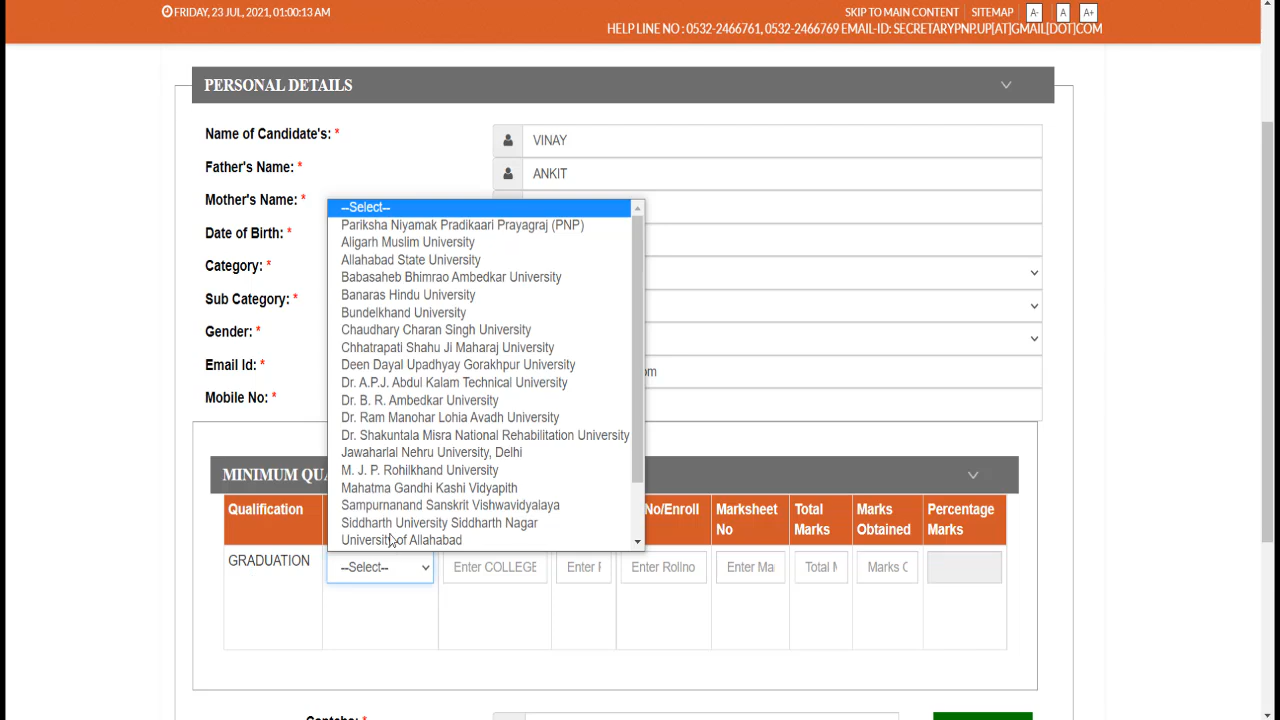 FRIDAY, 23 JUL, 2021, 01:00:13 AM
SKIP TO MAIN CONTENT SITEMAP A- A A+
HELP LINE NO : 0532-2466761, 0532-2466769 EMAIL-ID: SECRETARYPNP.UP[AT]GMAIL[DOT]COM
PERSONAL DETAILS
Name of Candidate's: * VINAY
Father's Name: * ANKIT
Mother's Name: *
Date of Birth: *
Category: *
Sub Category: *
Gender: *
Email Id: * om
Mobile No: *
--Select--
Pariksha Niyamak Pradikaari Prayagraj (PNP)
Aligarh Muslim University
Allahabad State University
Babasaheb Bhimrao Ambedkar University
Banaras Hindu University
Bundelkhand University
Chaudhary Charan Singh University
Chhatrapati Shahu Ji Maharaj University
Deen Dayal Upadhyay Gorakhpur University
Dr. A.P.J. Abdul Kalam Technical University
Dr. B. R. Ambedkar University
Dr. Ram Manohar Lohia Avadh University
Dr. Shakuntala Misra National Rehabilitation University
Jawaharlal Nehru University, Delhi
M. J. P. Rohilkhand University
Mahatma Gandhi Kashi Vidyapith
Sampurnanand Sanskrit Vishwavidyalaya
Siddharth University Siddharth Nagar
University of Allahabad
MINIMUM QUA
Qualification No/Enroll Marksheet No Total Marks Marks Obtained Percentage Marks
GRADUATION --Select-- Enter COLLEGE Enter Enter Rollno Enter Ma Total Marks